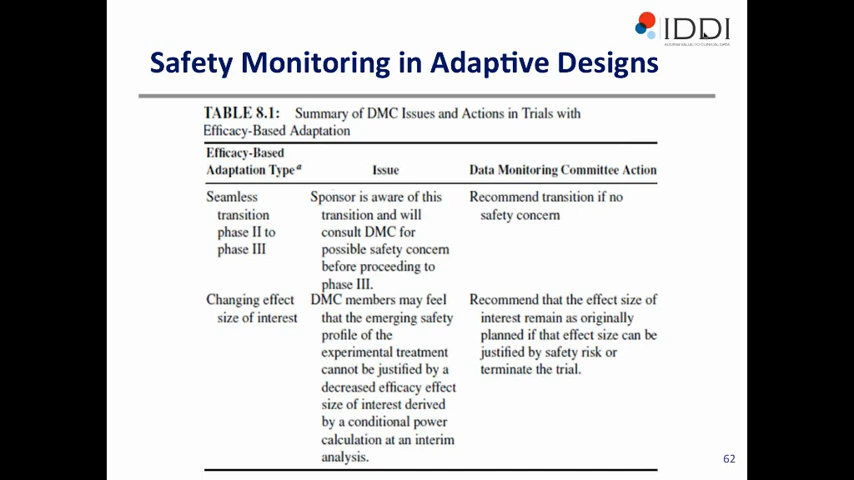 IDDI
Safety Monitoring in Adaptive Designs
TABLE 8.1: Summary of DMC Issues and Actions in Trials with
Efficacy-Based Adaptation
Efficacy-Based
Adaptation Typeᵃ Issue Data Monitoring Committee Action
Seamless
transition
phase II to
phase III
Sponsor is aware of this
transition and will
consult DMC for
possible safety concern
before proceeding to
phase III.
Recommend transition if no
safety concern
Changing effect
size of interest
DMC members may feel
that the emerging safety
profile of the
experimental treatment
cannot be justified by a
decreased efficacy effect
size of interest derived
by a conditional power
calculation at an interim
analysis.
Recommend that the effect size of
interest remain as originally
planned if that effect size can be
justified by safety risk or
terminate the trial.
62